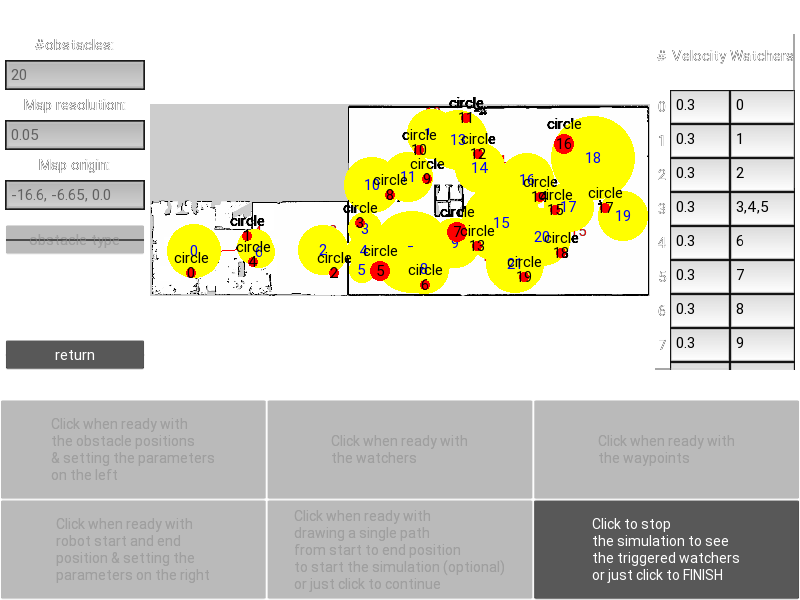 #obstacles:
20
Map resolution:
0.05
Map origin:
-16.6, -6.65, 0.0
obstacle type
return
# Velocity Watchers
0 0.3 0
1 0.3 1
2 0.3 2
3 0.3 3,4,5
4 0.3 6
5 0.3 7
6 0.3 8
7 0.3 9
circle
11
circle
10
13
circle
12
circle
16
18
14
circle
9
11
10
circle
8
16
circle
14
circle
15
17
circle
17
19
circle
3
3
circle
7
circle
13
9
15
20
circle
18
5
circle
1
0
circle
0
circle
4
2
circle
2
4
circle
5
5
8
circle
6
21
circle
19
Click when ready with
the obstacle positions
& setting the parameters
on the left
Click when ready with
the watchers
Click when ready with
the waypoints
Click when ready with
robot start and end
position & setting the
parameters on the right
Click when ready with
drawing a single path
from start to end position
to start the simulation (optional)
or just click to continue
Click to stop
the simulation to see
the triggered watchers
or just click to FINISH